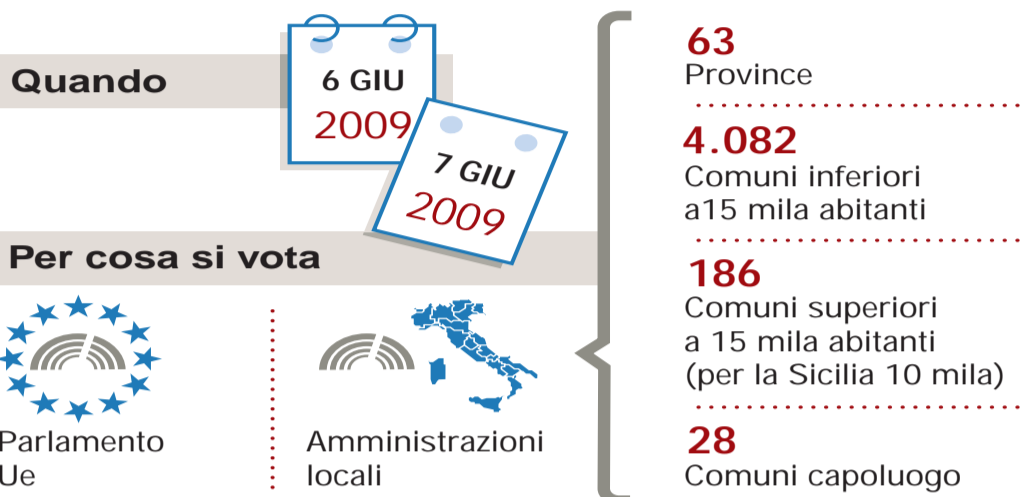 Quando
6 GIU
2009
7 GIU
2009
Per cosa si vota
Parlamento
Ue
Amministrazioni
locali
63
Province
4.082
Comuni inferiori
a15 mila abitanti
186
Comuni superiori
a 15 mila abitanti
(per la Sicilia 10 mila)
28
Comuni capoluogo